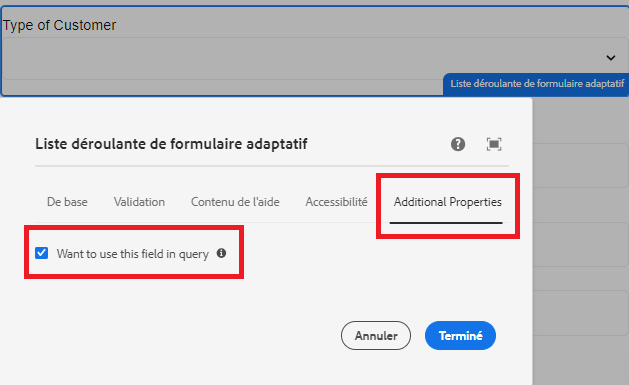 Type of Customer
Liste déroulante de formulaire adaptatif
Liste déroulante de formulaire adaptatif
De base Validation Contenu de l'aide Accessibilité Additional Properties
Want to use this field in query
Annuler Terminé